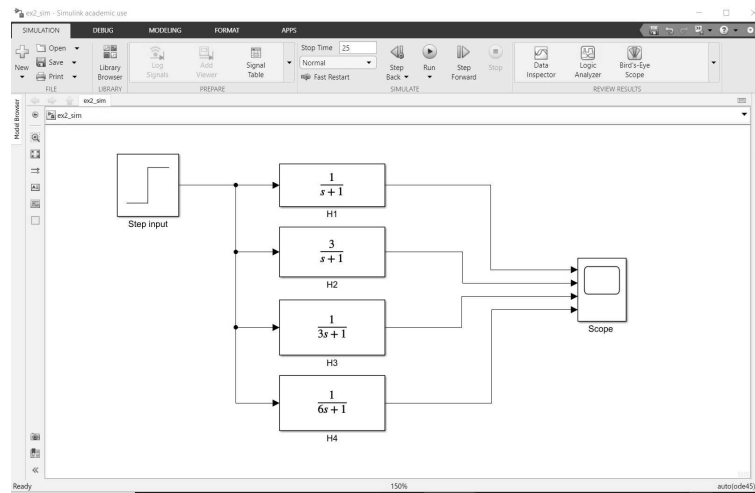 ex2_sim - Simulink academic use
SIMULATION DEBUG MODELING FORMAT APPS
New
Open
Save
Print
FILE
Library Browser
LIBRARY
Log Signals
Add Viewer
Signal Table
PREPARE
Stop Time 25
Normal
Fast Restart
Step Back
Run
Step Forward
Stop
SIMULATE
Data Inspector
Logic Analyzer
Bird's-Eye Scope
REVIEW RESULTS
Model Browser
ex2_sim
ex2_sim
Step input
1
s + 1
H1
3
s + 1
H2
1
3s + 1
H3
1
6s + 1
H4
Scope
Ready 150% auto(ode45)